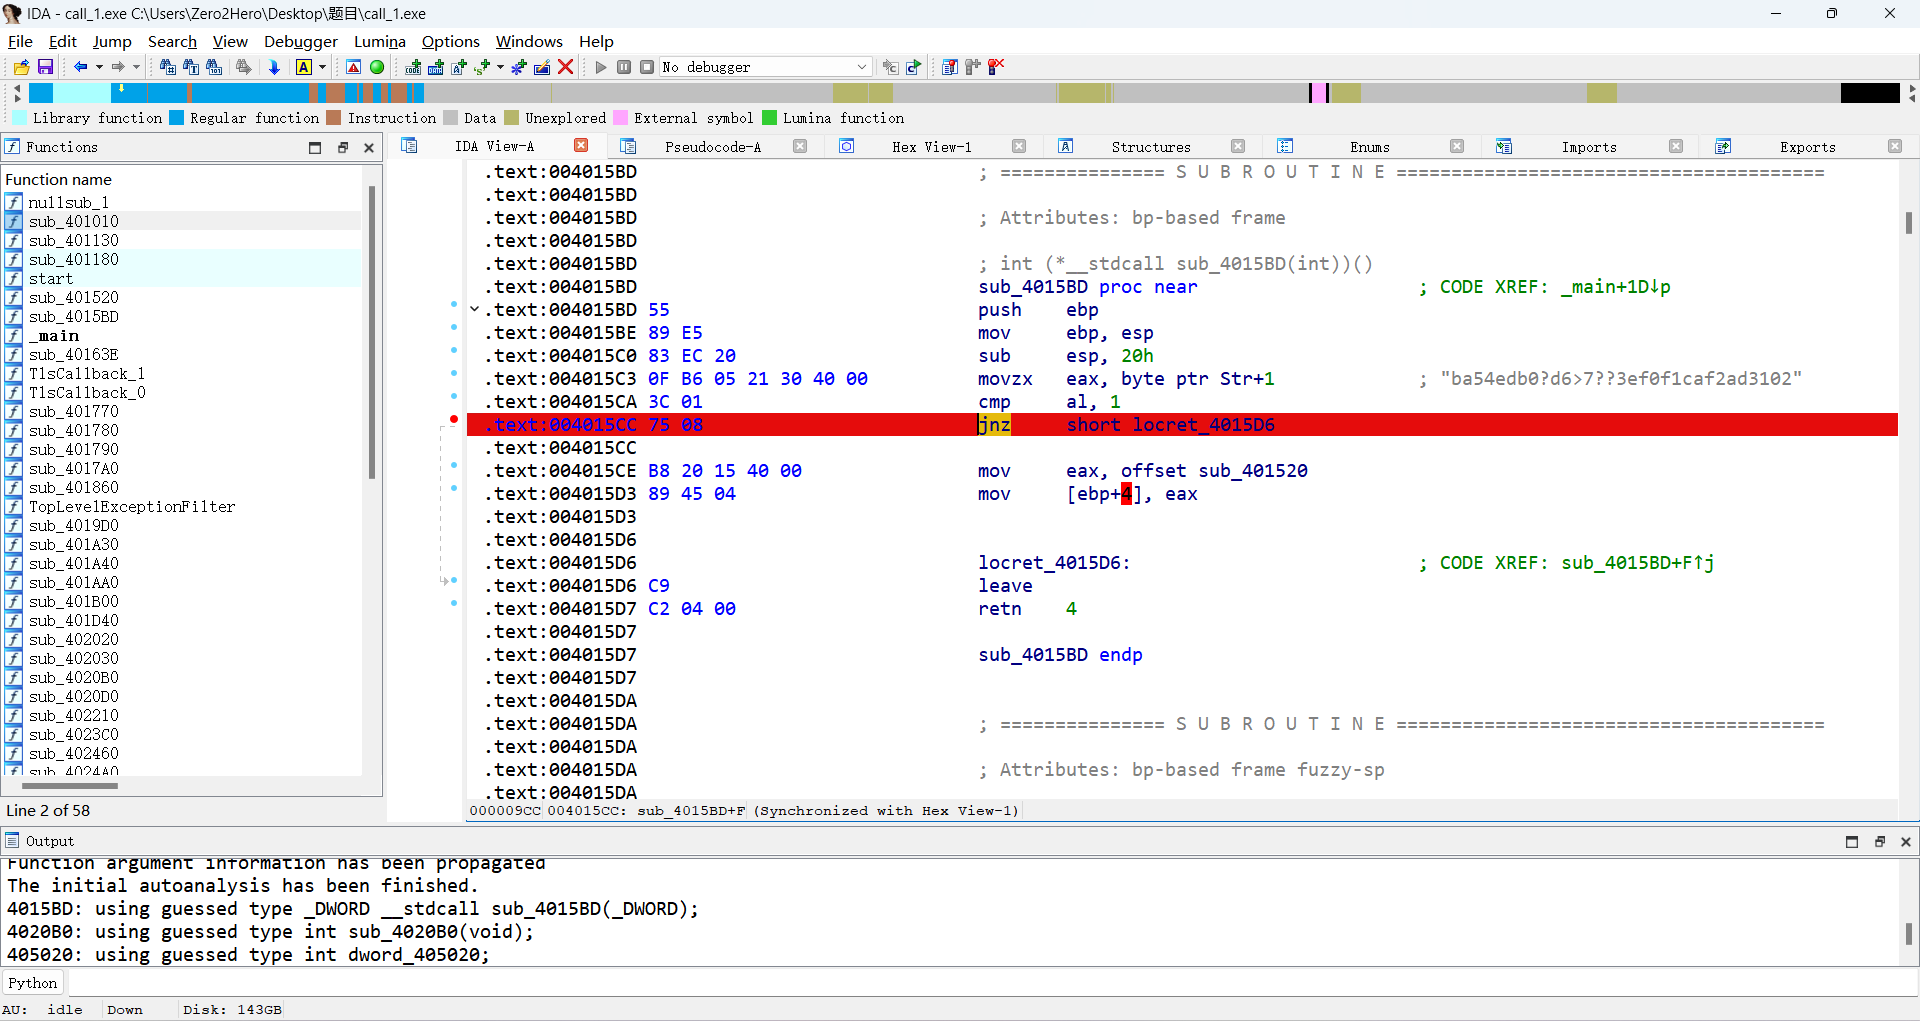 IDA - call_1.exe C:\Users\Zero2Hero\Desktop\题目\call_1.exe
File Edit Jump Search View Debugger Lumina Options Windows Help
No debugger
Library function Regular function Instruction Data Unexplored External symbol Lumina function
Functions
IDA View-A Pseudocode-A Hex View-1 Structures Enums Imports Exports
Function name
nullsub_1
sub_401010
sub_401130
sub_401180
start
sub_401520
sub_4015BD
_main
sub_40163E
TlsCallback_1
TlsCallback_0
sub_401770
sub_401780
sub_401790
sub_4017A0
sub_401860
TopLevelExceptionFilter
sub_4019D0
sub_401A30
sub_401A40
sub_401AA0
sub_401B00
sub_401D40
sub_402020
sub_402030
sub_4020B0
sub_4020D0
sub_402210
sub_4023C0
sub_402460
sub_4024A0
Line 2 of 58
.text:004015BD ; =============== S U B R O U T I N E =======================================
.text:004015BD
.text:004015BD ; Attributes: bp-based frame
.text:004015BD
.text:004015BD ; int (*__stdcall sub_4015BD(int))()
.text:004015BD sub_4015BD proc near ; CODE XREF: _main+1D↓p
.text:004015BD 55 push ebp
.text:004015BE 89 E5 mov ebp, esp
.text:004015C0 83 EC 20 sub esp, 20h
.text:004015C3 0F B6 05 21 30 40 00 movzx eax, byte ptr Str+1 ; "ba54edb0?d6>7??3ef0f1caf2ad3102"
.text:004015CA 3C 01 cmp al, 1
.text:004015CC 75 08 jnz short locret_4015D6
.text:004015CC
.text:004015CE B8 20 15 40 00 mov eax, offset sub_401520
.text:004015D3 89 45 04 mov [ebp+4], eax
.text:004015D3
.text:004015D6
.text:004015D6 locret_4015D6: ; CODE XREF: sub_4015BD+F↑j
.text:004015D6 C9 leave
.text:004015D7 C2 04 00 retn 4
.text:004015D7
.text:004015D7 sub_4015BD endp
.text:004015D7
.text:004015DA
.text:004015DA ; =============== S U B R O U T I N E =======================================
.text:004015DA
.text:004015DA ; Attributes: bp-based frame fuzzy-sp
.text:004015DA
000009CC 004015CC: sub_4015BD+F (Synchronized with Hex View-1)
Output
Function argument information has been propagated
The initial autoanalysis has been finished.
4015BD: using guessed type _DWORD __stdcall sub_4015BD(_DWORD);
4020B0: using guessed type int sub_4020B0(void);
405020: using guessed type int dword_405020;
Python
AU: idle Down Disk: 143GB